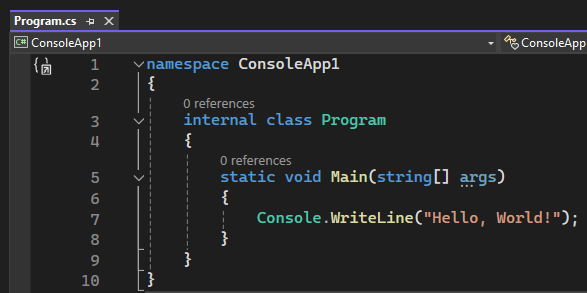 Program.cs
ConsoleApp1 ConsoleApp
1 namespace ConsoleApp1
2 {
0 references
3 internal class Program
4 {
0 references
5 static void Main(string[] args)
6 {
7 Console.WriteLine("Hello, World!");
8 }
9 }
10 }